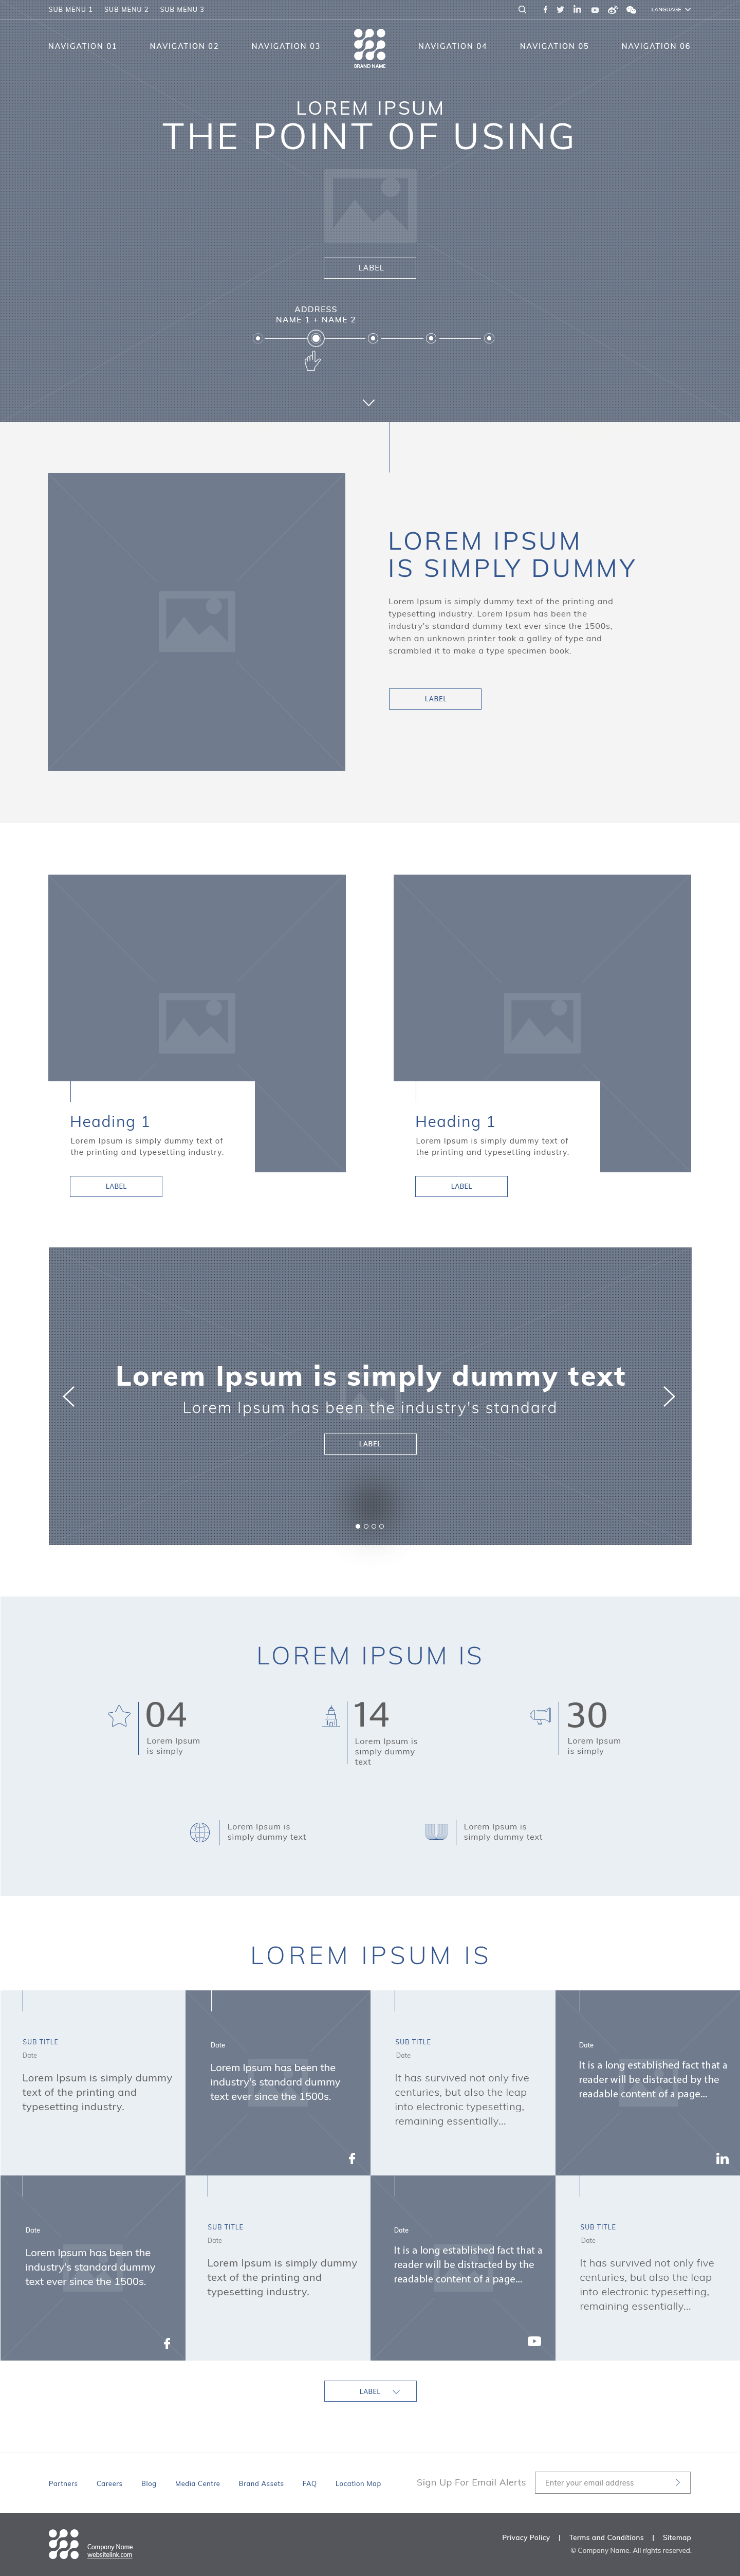 SUB MENU 1 SUB MENU 2 SUB MENU 3
LANGUAGE
NAVIGATION 01 NAVIGATION 02 NAVIGATION 03
BRAND NAME
NAVIGATION 04 NAVIGATION 05 NAVIGATION 06
LOREM IPSUM
THE POINT OF USING
LABEL
ADDRESS
NAME 1 + NAME 2
LOREM IPSUM
IS SIMPLY DUMMY
Lorem Ipsum is simply dummy text of the printing and
typesetting industry. Lorem Ipsum has been the
industry's standard dummy text ever since the 1500s,
when an unknown printer took a galley of type and
scrambled it to make a type specimen book.
LABEL
Heading 1
Lorem Ipsum is simply dummy text of
the printing and typesetting industry.
LABEL
Heading 1
Lorem Ipsum is simply dummy text of
the printing and typesetting industry.
LABEL
Lorem Ipsum is simply dummy text
Lorem Ipsum has been the industry's standard
LABEL
LOREM IPSUM IS
04
Lorem Ipsum
is simply
14
Lorem Ipsum is
simply dummy
text
30
Lorem Ipsum
is simply
Lorem Ipsum is
simply dummy text
Lorem Ipsum is
simply dummy text
LOREM IPSUM IS
SUB TITLE
Date
Lorem Ipsum is simply dummy
text of the printing and
typesetting industry.
Date
Lorem Ipsum has been the
industry's standard dummy
text ever since the 1500s.
SUB TITLE
Date
It has survived not only five
centuries, but also the leap
into electronic typesetting,
remaining essentially...
Date
It is a long established fact that a
reader will be distracted by the
readable content of a page...
Date
Lorem Ipsum has been the
industry's standard dummy
text ever since the 1500s.
SUB TITLE
Date
Lorem Ipsum is simply dummy
text of the printing and
typesetting industry.
Date
It is a long established fact that a
reader will be distracted by the
readable content of a page...
SUB TITLE
Date
It has survived not only five
centuries, but also the leap
into electronic typesetting,
remaining essentially...
LABEL
Partners Careers Blog Media Centre Brand Assets FAQ Location Map
Sign Up For Email Alerts
Enter your email address
Company Name
websitelink.com
Privacy Policy | Terms and Conditions | Sitemap
© Company Name. All rights reserved.